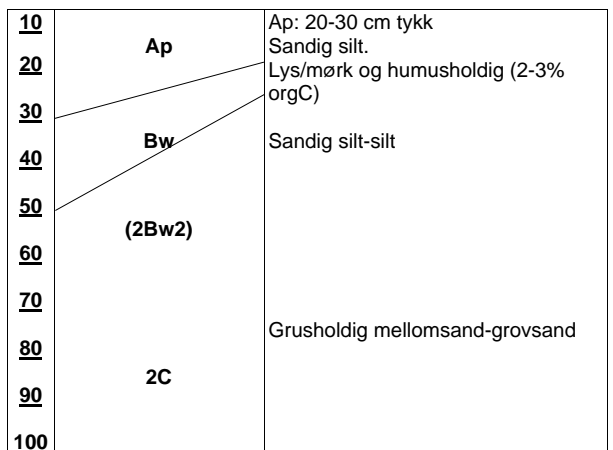 10
20
30
40
50
60
70
80
90
100
Ap
Bw
(2Bw2)
2C
Ap: 20-30 cm tykk
Sandig silt.
Lys/mørk og humusholdig (2-3%
orgC)
Sandig silt-silt
Grusholdig mellomsand-grovsand